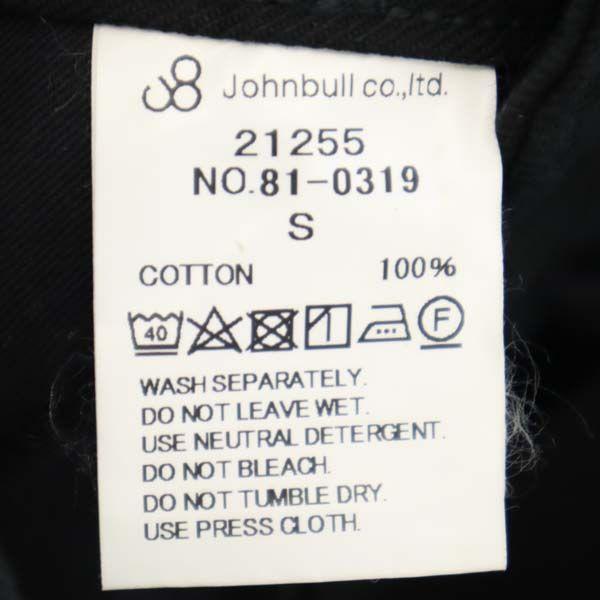 Johnbull co.,ltd.
21255
NO.81-0319
S
COTTON 100%
40 F
WASH SEPARATELY.
DO NOT LEAVE WET.
USE NEUTRAL DETERGENT.
DO NOT BLEACH.
DO NOT TUMBLE DRY.
USE PRESS CLOTH.